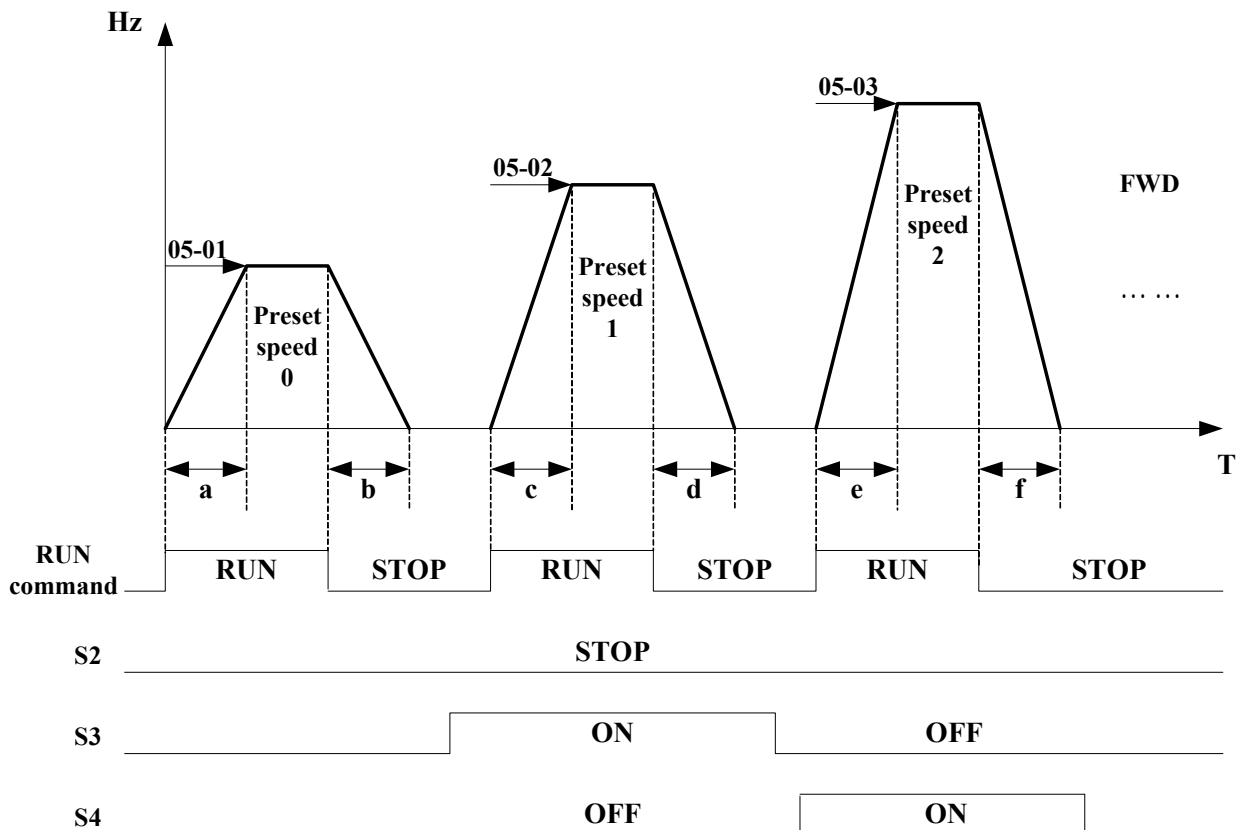 Hz
05-03
05-02
FWD
Preset
speed
2
05-01
Preset
speed
1
… …
Preset
speed
0
T
a b c d e f
RUN
command
RUN STOP RUN STOP RUN STOP
S2 STOP
S3 ON OFF
S4 OFF ON